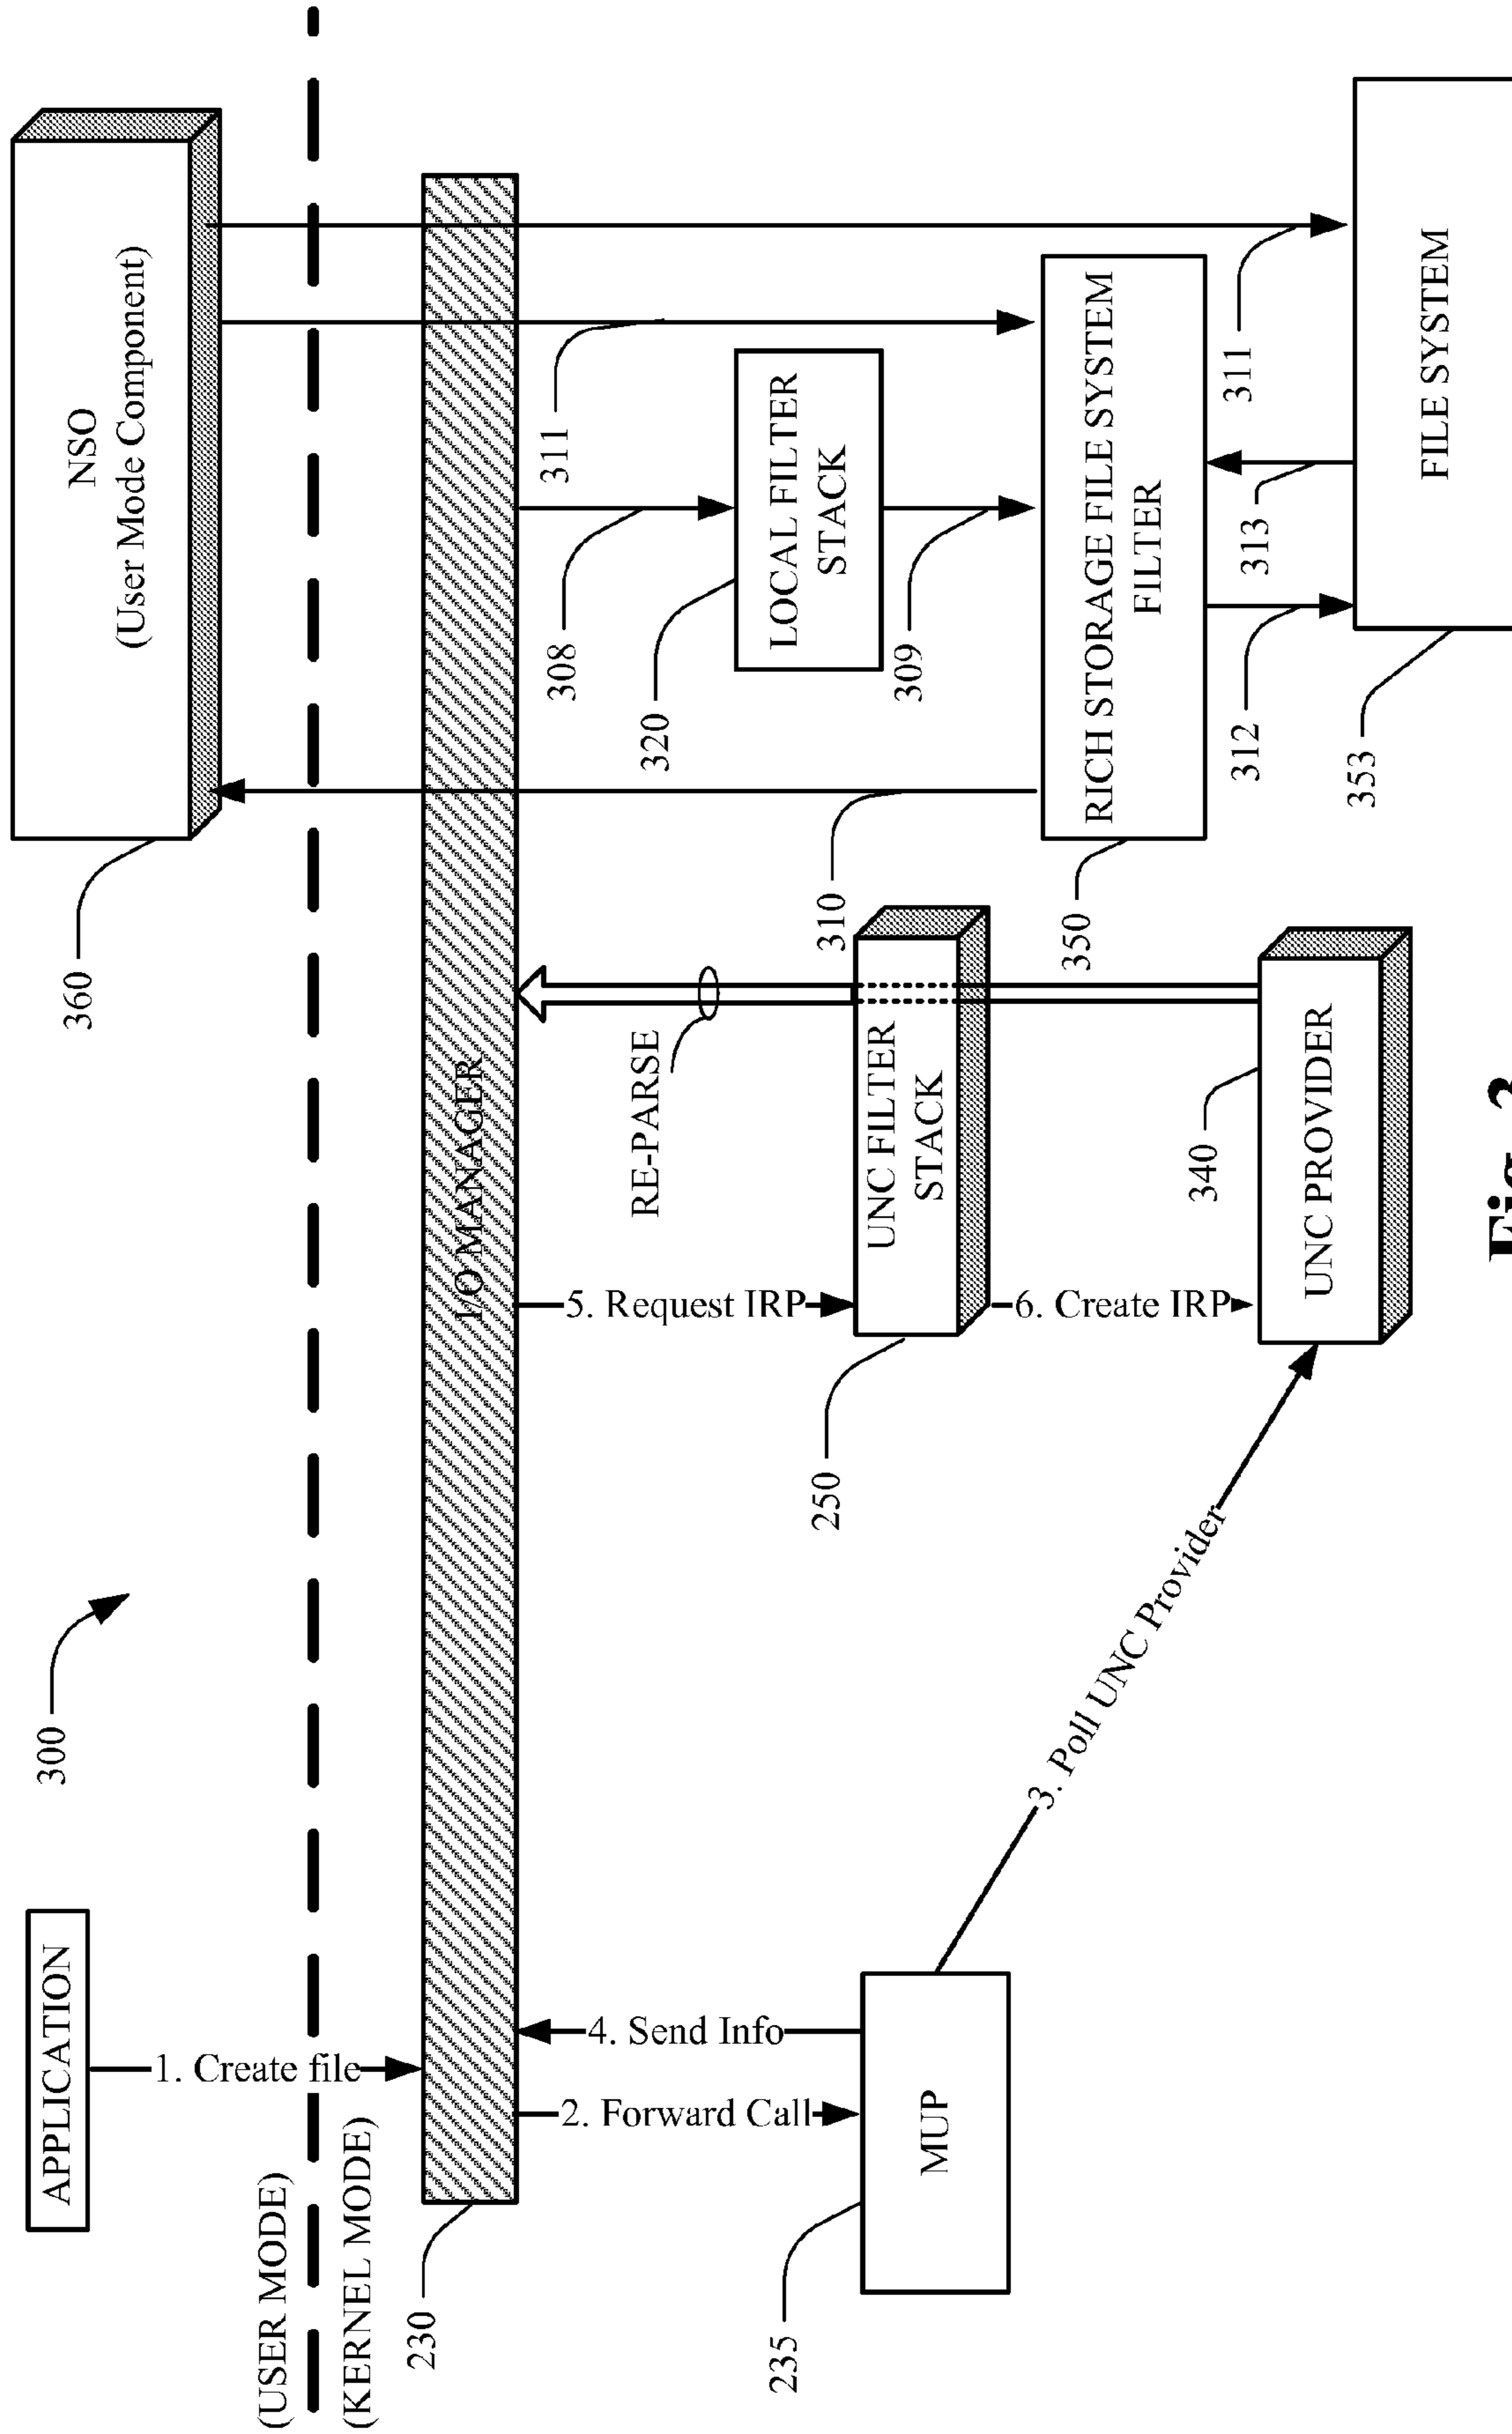 APPLICATION
300
NSO
(User Mode Component)
360
1. Create file
(USER MODE)
(KERNEL MODE)
230
I/O MANAGER
2. Forward Call
4. Send Info
5. Request IRP
RE-PARSE
308
311
320
LOCAL FILTER
STACK
235
MUP
250
UNC FILTER
STACK
310
309
3. Poll UNC Provider
6. Create IRP
350
RICH STORAGE FILE SYSTEM
FILTER
340
UNC PROVIDER
312
313
311
353
FILE SYSTEM
Fig. 3